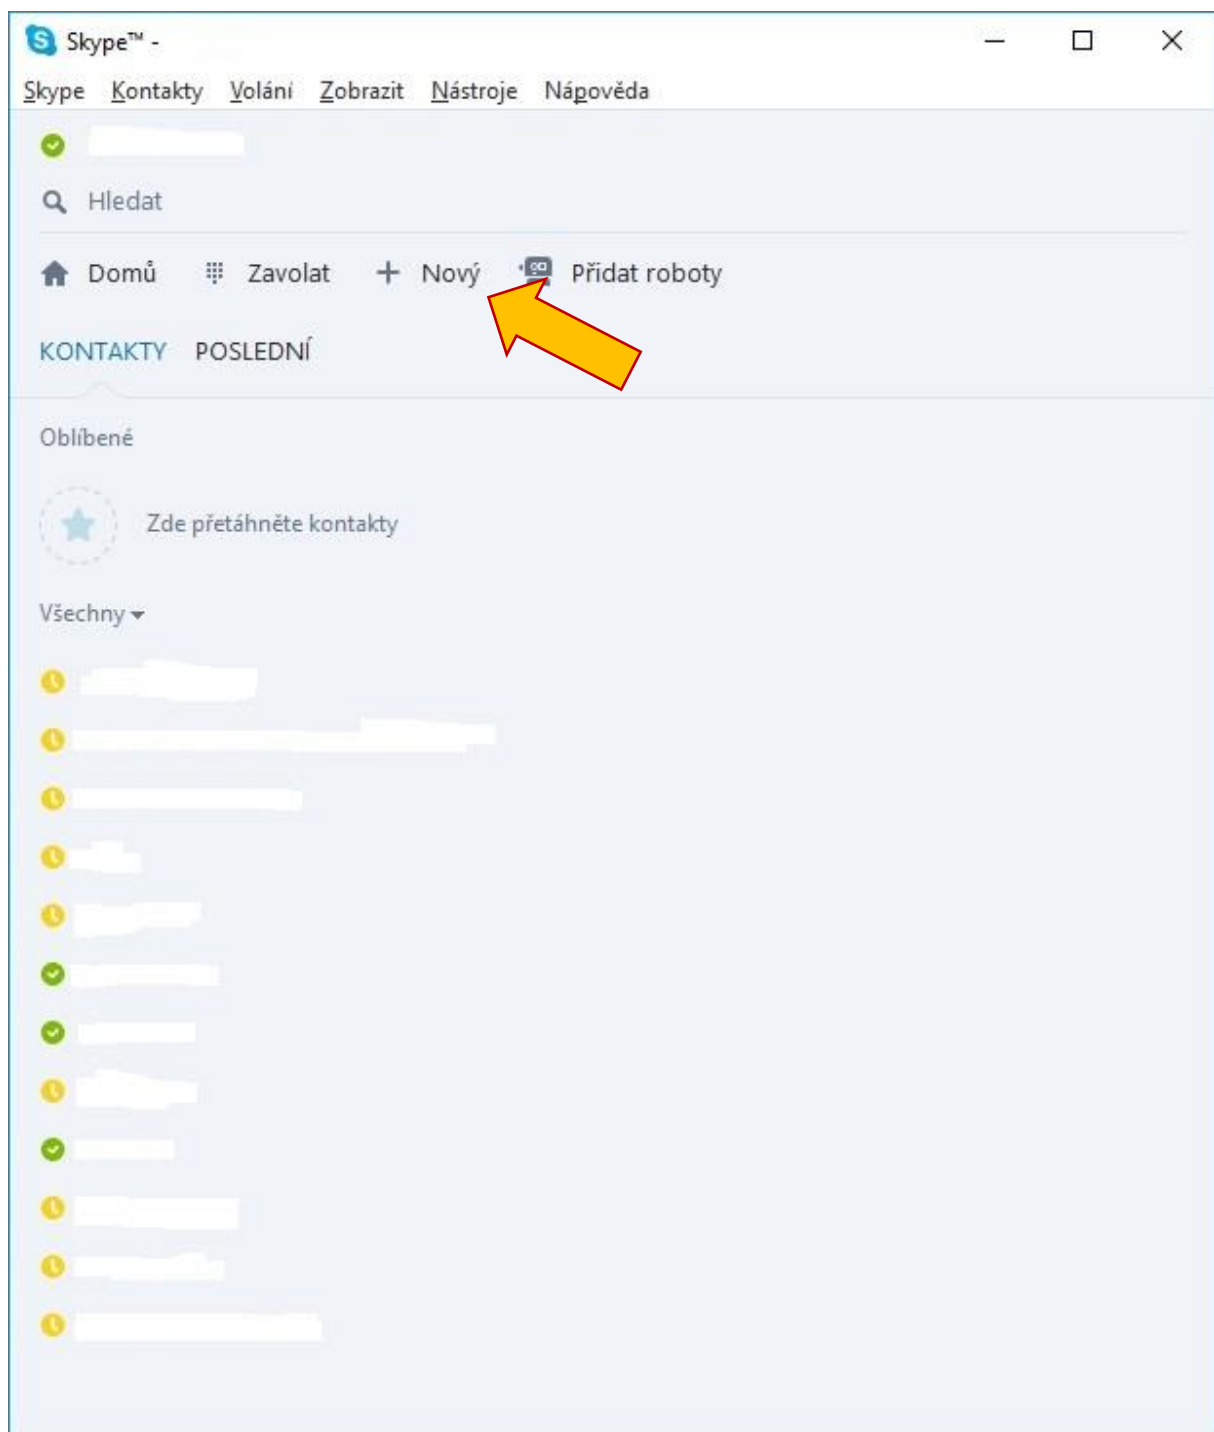 Skype™ -
Skype Kontakty Volání Zobrazit Nástroje Nápověda
Hledat
Domů Zavolat Nový Přidat roboty
KONTAKTY POSLEDNÍ
Oblíbené
Zde přetáhněte kontakty
Všechny